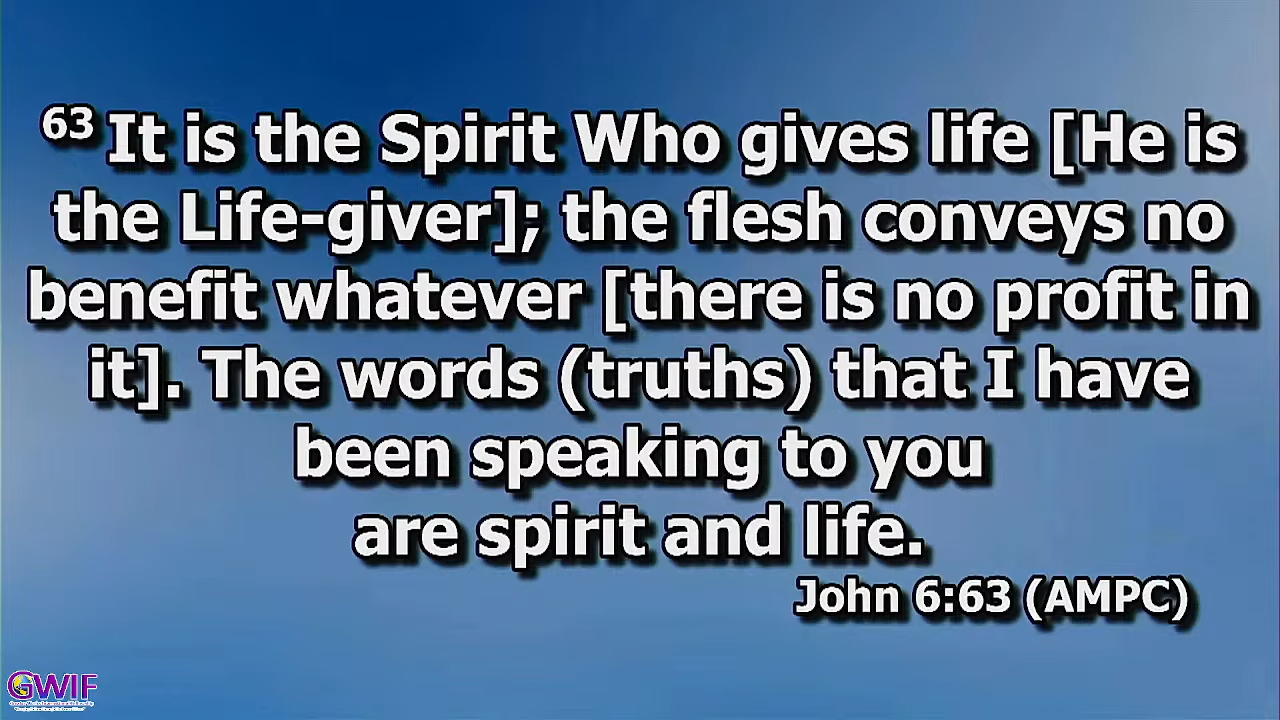 63 It is the Spirit Who gives life [He is
the Life-giver]; the flesh conveys no
benefit whatever [there is no profit in
it]. The words (truths) that I have
been speaking to you
are spirit and life.
John 6:63 (AMPC)
GWIF